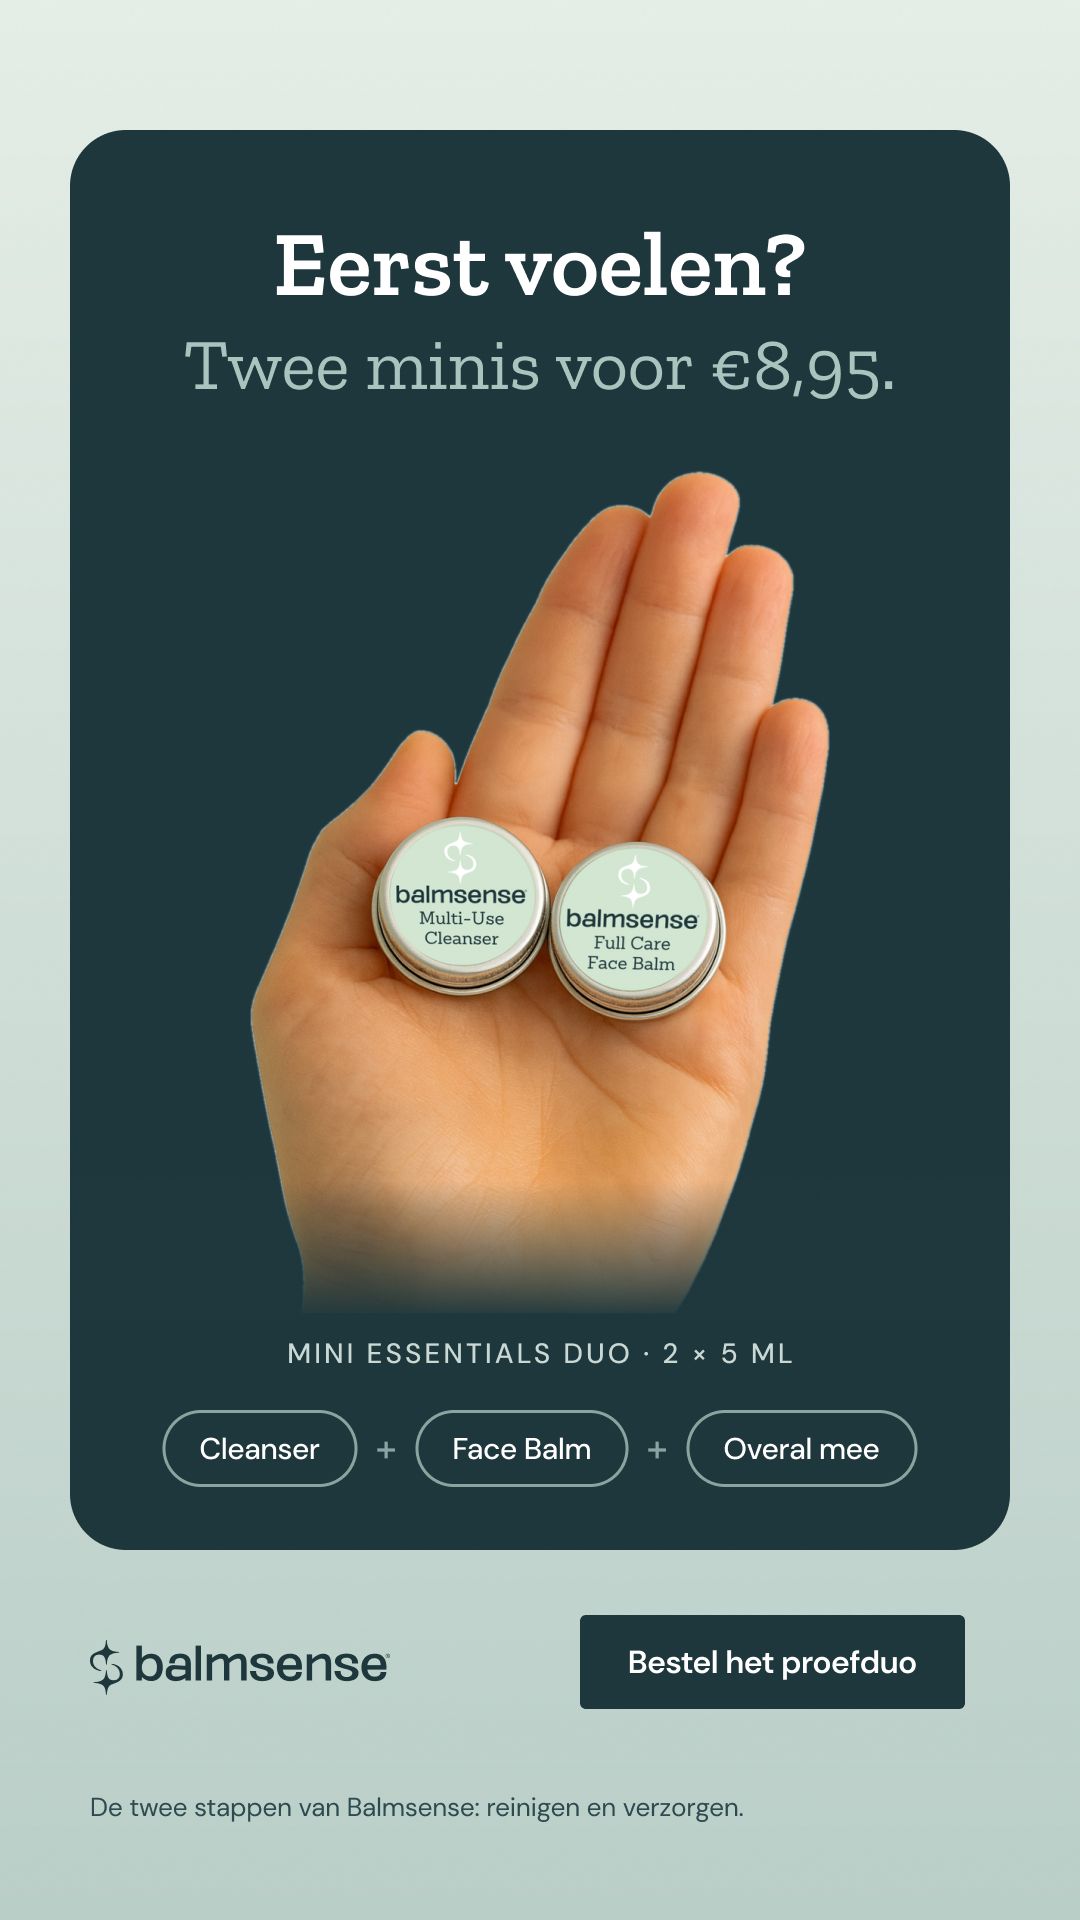 Eerst voelen?
Twee minis voor €8,95.
balmsense
Multi-Use
Cleanser
balmsense
Full Care
Face Balm
MINI ESSENTIALS DUO · 2 × 5 ML
Cleanser + Face Balm + Overal mee
balmsense
Bestel het proefduo
De twee stappen van Balmsense: reinigen en verzorgen.